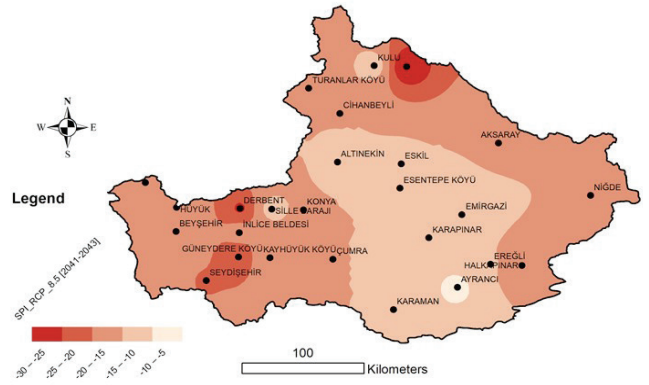 KULU
TURANLAR KÖYÜ
CİHANBEYLİ
AKSARAY
N
W E
S
ALTINEKİN
ESKİL
ESENTEPE KÖYÜ
NİĞDE
Legend
DERBENT
KONYA
HÜYÜK
SİLLE BARAJI
EMİRGAZİ
BEYŞEHİR
İNLİCE BELDESİ
KARAPINAR
GÜNEYDERE KÖYÜ
KAYHÜYÜK KÖYÜ
ÇUMRA
EREĞLİ
HALKAPINAR
SEYDİŞEHİR
AYRANCI
KARAMAN
SPI_RCP_8.5 [2041-2043]
-30 – -25
-25 – -20
-20 – -15
-15 – -10
-10 – -5
100
Kilometers